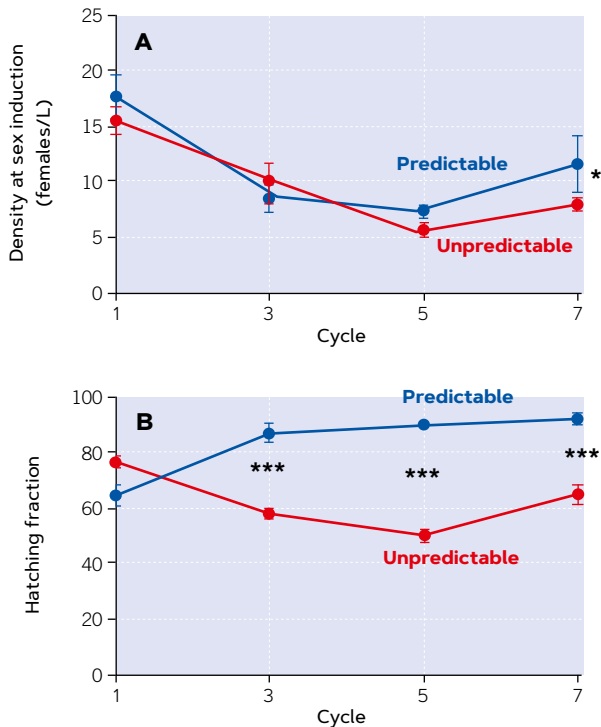 A
Density at sex induction
(females/L)
25
20
15
10
5
0
Predictable
*
Unpredictable
1 3 5 7
Cycle
B
Hatching fraction
100
80
60
40
20
0
Predictable
*** *** ***
Unpredictable
1 3 5 7
Cycle